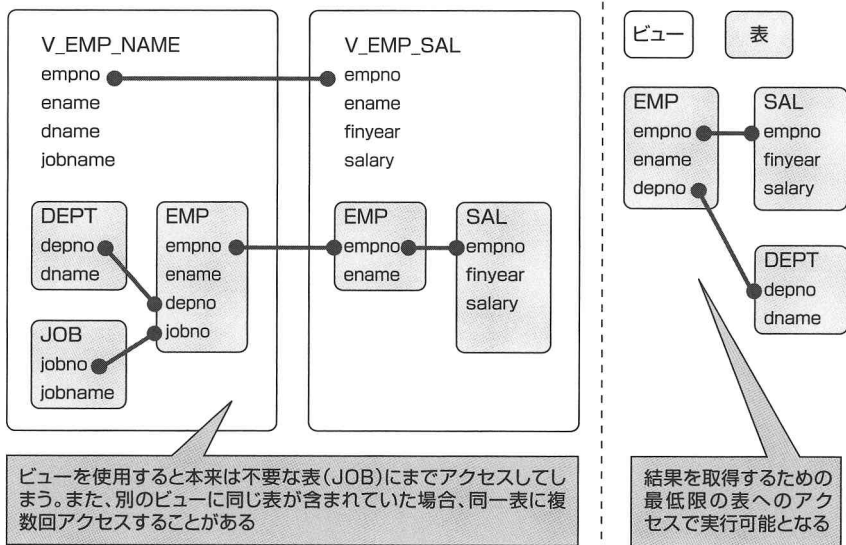 V_EMP_NAME
empno
ename
dname
jobname
DEPT
depno
dname
JOB
jobno
jobname
EMP
empno
ename
depno
jobno
V_EMP_SAL
empno
ename
finyear
salary
EMP
empno
ename
SAL
empno
finyear
salary
ビューを使用すると本来は不要な表(JOB)にまでアクセスしてし
まう。また、別のビューに同じ表が含まれていた場合、同一表に複
数回アクセスすることがある
ビュー
表
EMP
empno
ename
depno
SAL
empno
finyear
salary
DEPT
depno
dname
結果を取得するための
最低限の表へのアク
セスで実行可能となる